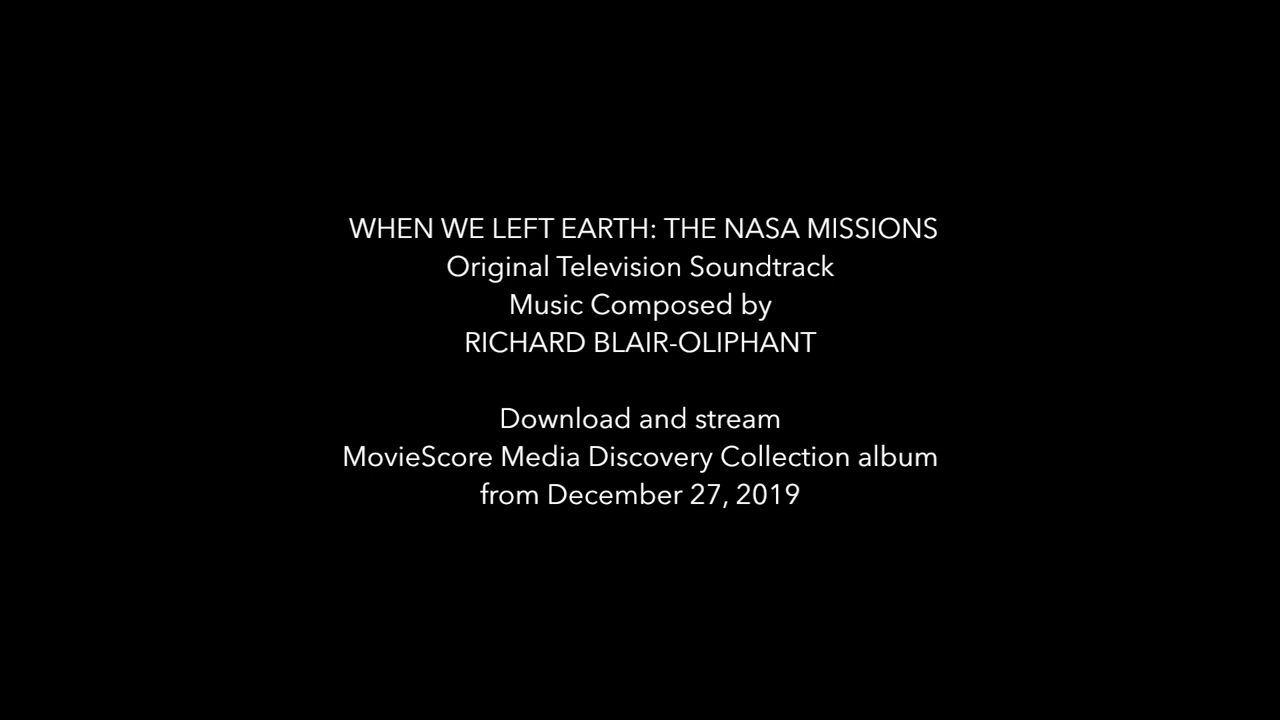 WHEN WE LEFT EARTH: THE NASA MISSIONS
Original Television Soundtrack
Music Composed by
RICHARD BLAIR-OLIPHANT
Download and stream
MovieScore Media Discovery Collection album
from December 27, 2019